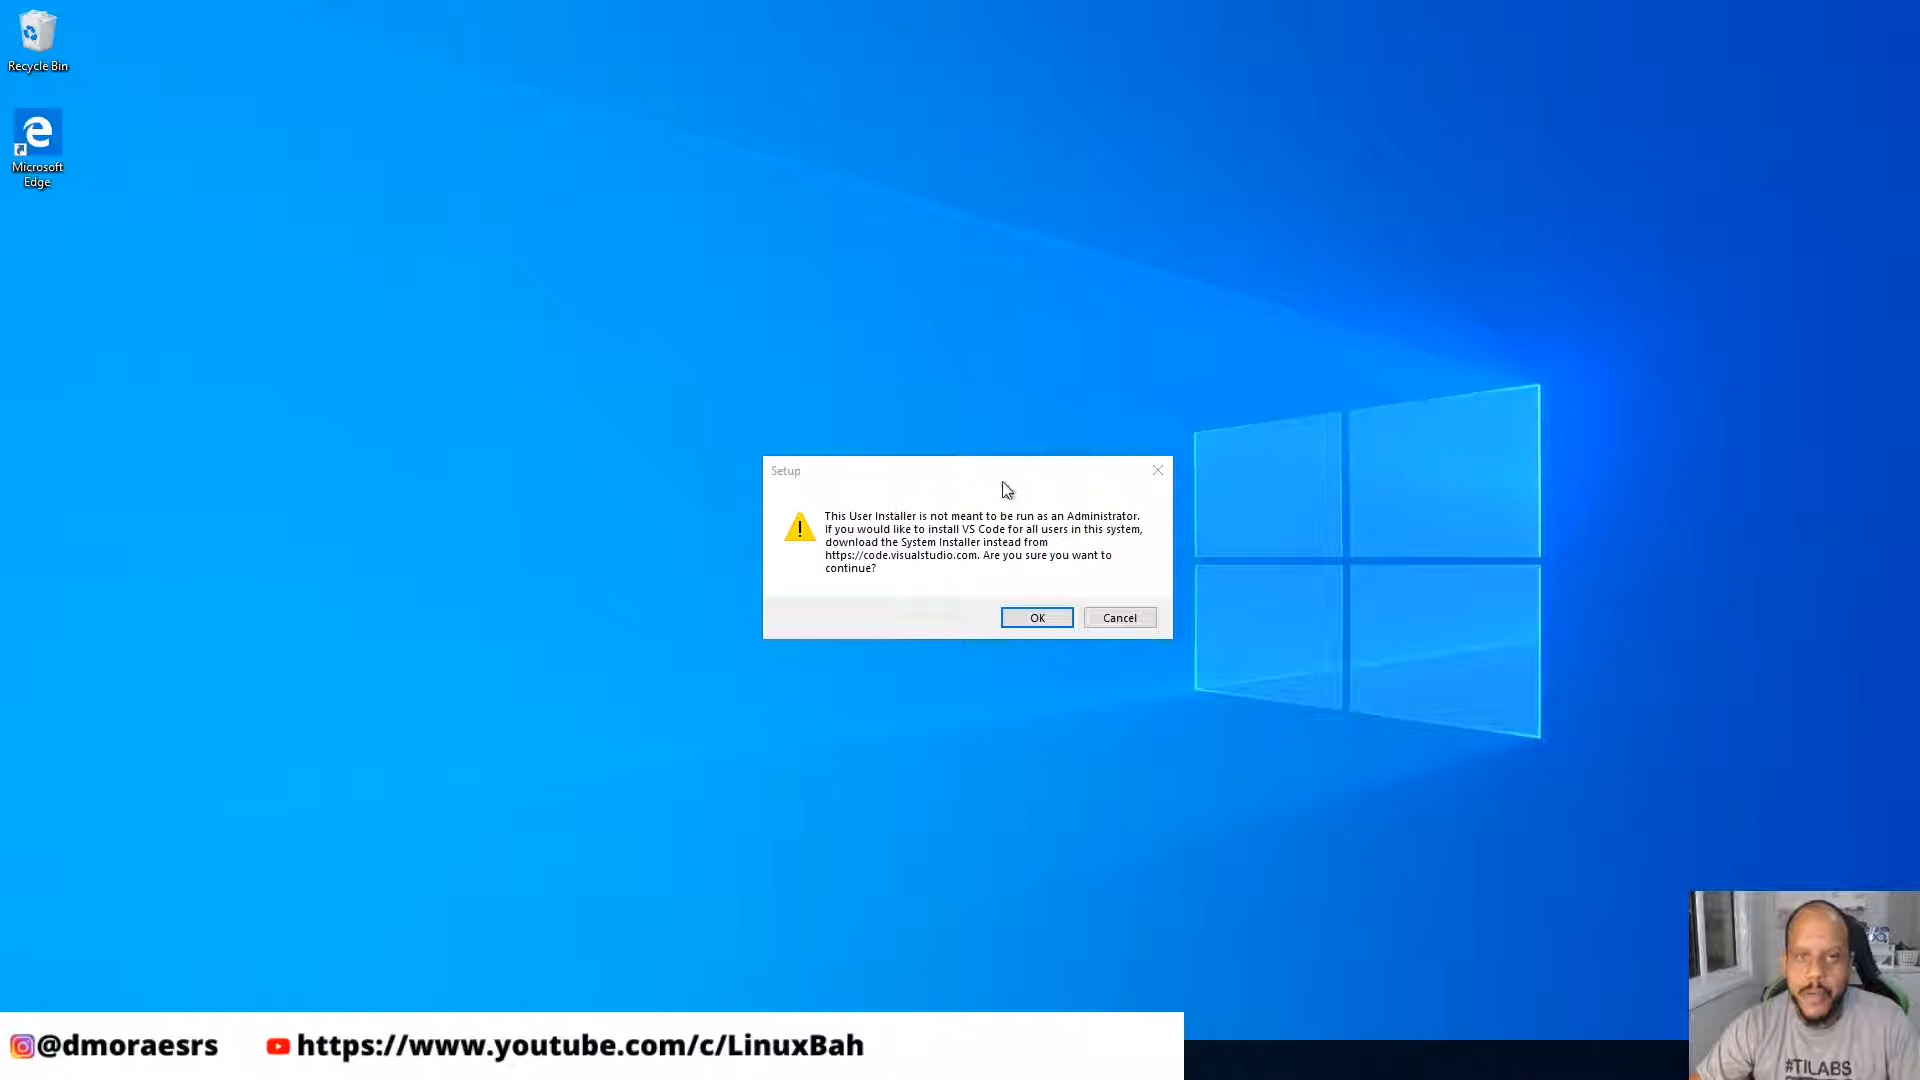 Recycle Bin
Microsoft
Edge
Setup
This User Installer is not meant to be run as an Administrator.
If you would like to install VS Code for all users in this system,
download the System Installer instead from
https://code.visualstudio.com. Are you sure you want to
continue?
OK
Cancel
@dmoraesrs
https://www.youtube.com/c/LinuxBah
#TILABS